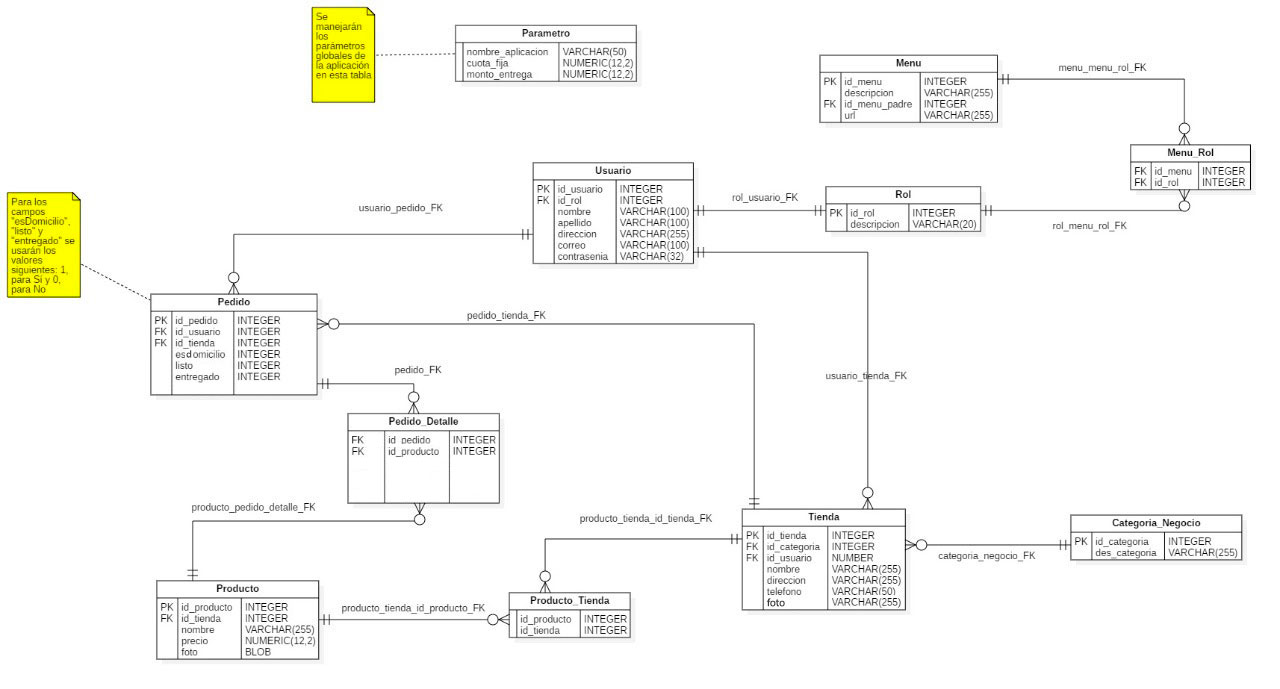 Se
manejarán
los
parámetros
globales de
la aplicación
en esta tabla
Parametro
nombre_aplicacion VARCHAR(50)
cuota_fija NUMERIC(12,2)
monto_entrega NUMERIC(12,2)
Menu
PK id_menu INTEGER
descripcion VARCHAR(255)
FK id_menu_padre INTEGER
url VARCHAR(255)
menu_menu_rol_FK
Menu_Rol
FK id_menu INTEGER
FK id_rol INTEGER
Usuario
PK id_usuario INTEGER
FK id_rol INTEGER
nombre VARCHAR(100)
apellido VARCHAR(100)
direccion VARCHAR(255)
correo VARCHAR(100)
contrasenia VARCHAR(32)
rol_usuario_FK
Rol
PK id_rol INTEGER
descripcion VARCHAR(20)
rol_menu_rol_FK
usuario_pedido_FK
Para los
campos
"esDomicilio",
"listo" y
"entregado" se
usarán los
valores
siguientes: 1,
para Si y 0,
para No
Pedido
PK id_pedido INTEGER
FK id_usuario INTEGER
FK id_tienda INTEGER
esdomicilio INTEGER
listo INTEGER
entregado INTEGER
pedido_tienda_FK
pedido_FK
usuario_tienda_FK
Pedido_Detalle
FK id_pedido INTEGER
FK id_producto INTEGER
producto_pedido_detalle_FK
producto_tienda_id_tienda_FK
Tienda
PK id_tienda INTEGER
FK id_categoria INTEGER
FK id_usuario NUMBER
nombre VARCHAR(255)
direccion VARCHAR(255)
telefono VARCHAR(50)
foto VARCHAR(255)
Categoria_Negocio
PK id_categoria INTEGER
des_categoria VARCHAR(255)
categoria_negocio_FK
Producto
PK id_producto INTEGER
FK id_tienda INTEGER
nombre VARCHAR(255)
precio NUMERIC(12,2)
foto BLOB
producto_tienda_id_producto_FK
Producto_Tienda
id_producto INTEGER
id_tienda INTEGER